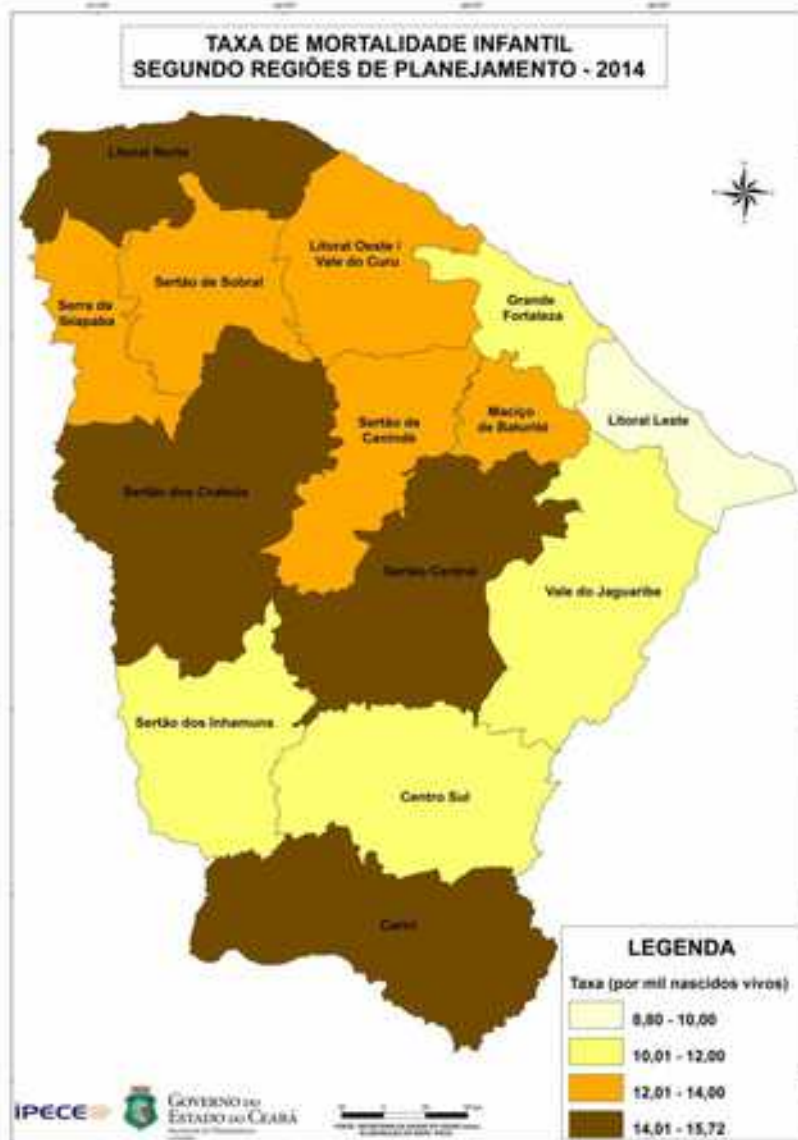 TAXA DE MORTALIDADE INFANTIL
SEGUNDO REGIÕES DE PLANEJAMENTO - 2014
Litoral Norte
Litoral Oeste /
Vale do Curu
Sertão de Sobral
Serra da
Ibiapaba
Grande
Fortaleza
Sertão de
Canindé
Maciço
de Baturité
Litoral Leste
Sertão dos Crateús
Sertão Central
Vale do Jaguaribe
Sertão dos Inhamuns
Centro Sul
Cariri
LEGENDA
Taxa (por mil nascidos vivos)
8,80 - 10,00
10,01 - 12,00
12,01 - 14,00
14,01 - 15,72
IPECE
GOVERNO DO
ESTADO DO CEARÁ